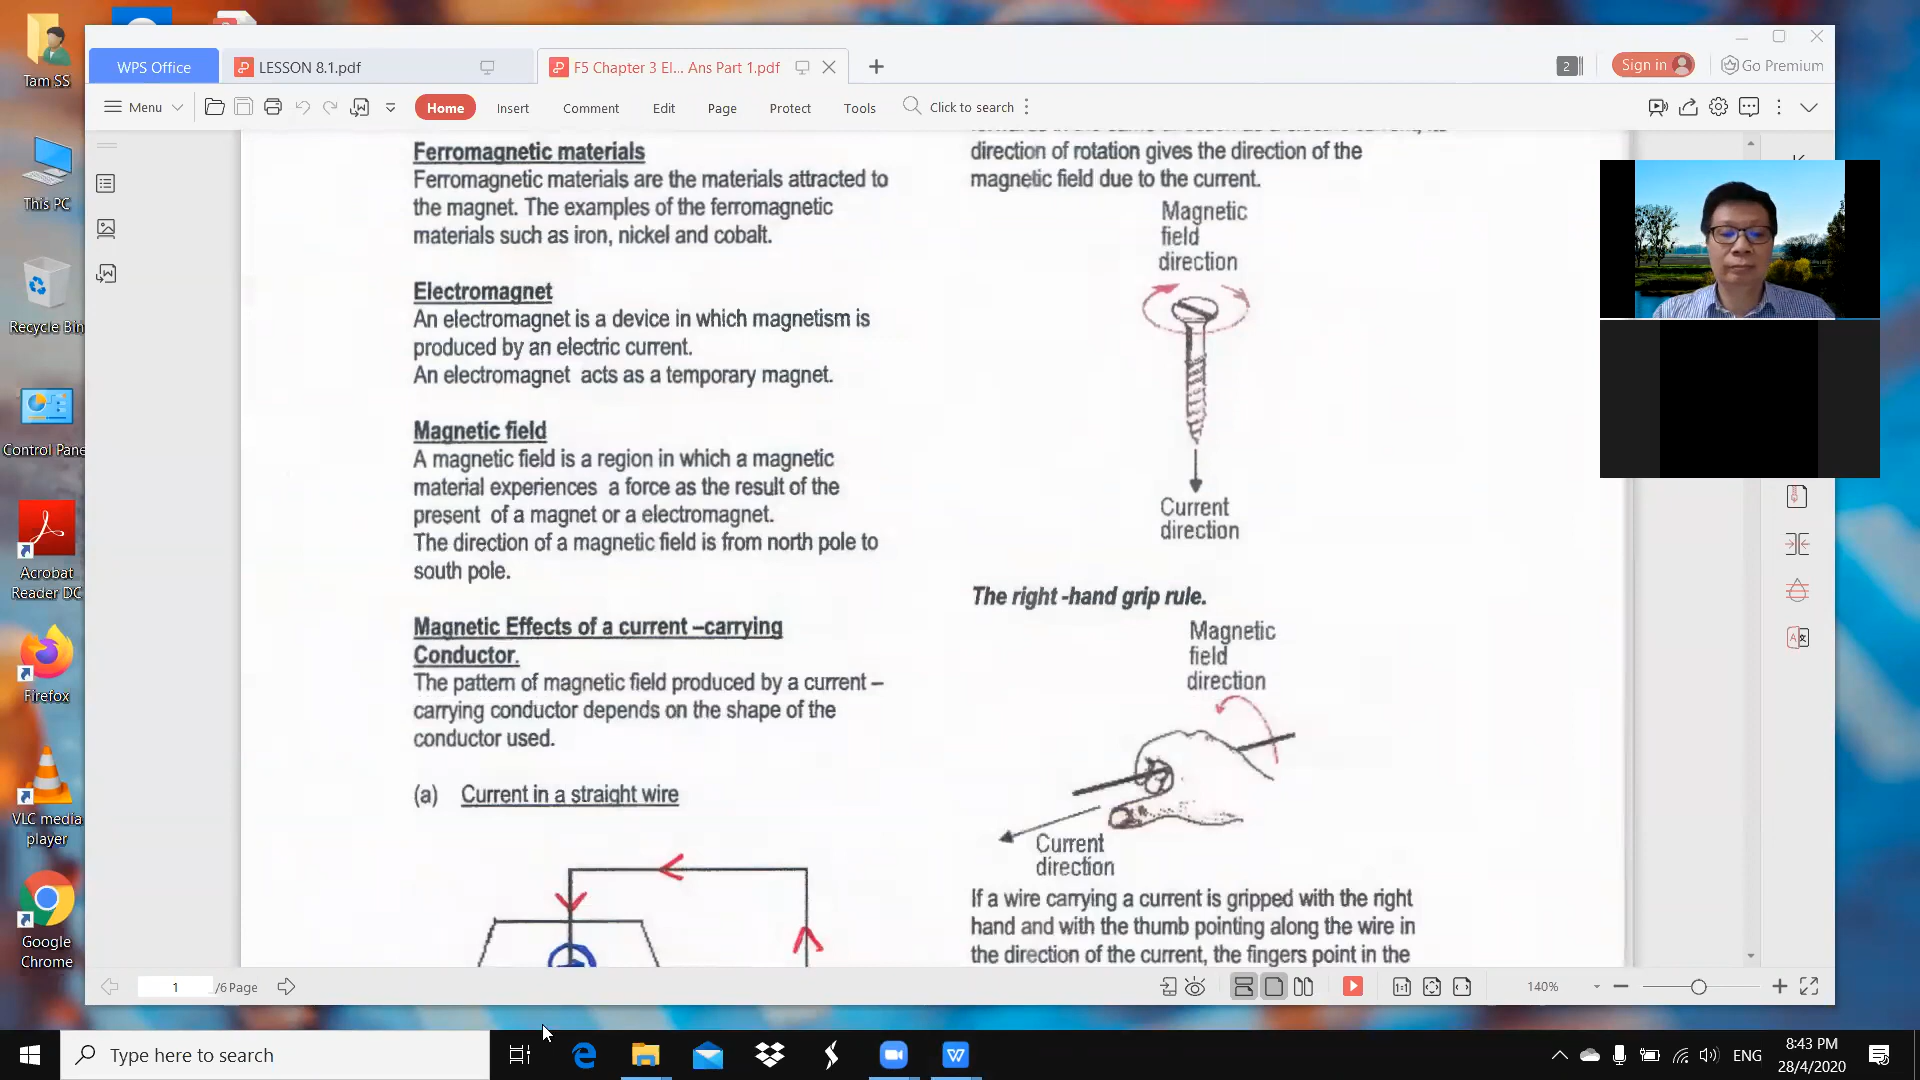 Tam SS
This PC
Recycle Bin
Control Pane
Acrobat
Reader DC
Firefox
VLC media
player
Google
Chrome
WPS Office
LESSON 8.1.pdf
F5 Chapter 3 El... Ans Part 1.pdf
2
Sign in
Go Premium
Menu
Home
Insert
Comment
Edit
Page
Protect
Tools
Click to search
Ferromagnetic materials
Ferromagnetic materials are the materials attracted to
the magnet. The examples of the ferromagnetic
materials such as iron, nickel and cobalt.
Electromagnet
An electromagnet is a device in which magnetism is
produced by an electric current.
An electromagnet acts as a temporary magnet.
Magnetic field
A magnetic field is a region in which a magnetic
material experiences a force as the result of the
present of a magnet or a electromagnet.
The direction of a magnetic field is from north pole to
south pole.
Magnetic Effects of a current –carrying
Conductor.
The pattern of magnetic field produced by a current –
carrying conductor depends on the shape of the
conductor used.
(a) Current in a straight wire
direction of rotation gives the direction of the
magnetic field due to the current.
Magnetic
field
direction
Current
direction
The right -hand grip rule.
Magnetic
field
direction
Current
direction
If a wire carrying a current is gripped with the right
hand and with the thumb pointing along the wire in
the direction of the current, the fingers point in the
1
/6Page
140%
Type here to search
ENG
8:43 PM
28/4/2020